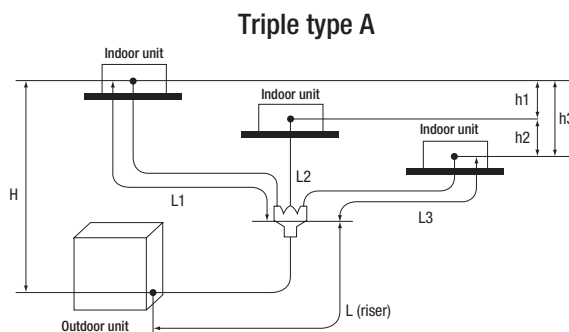 Triple type A
Indoor unit
Indoor unit
Indoor unit
h1
h2
h3
H
L1
L2
L3
L (riser)
Outdoor unit